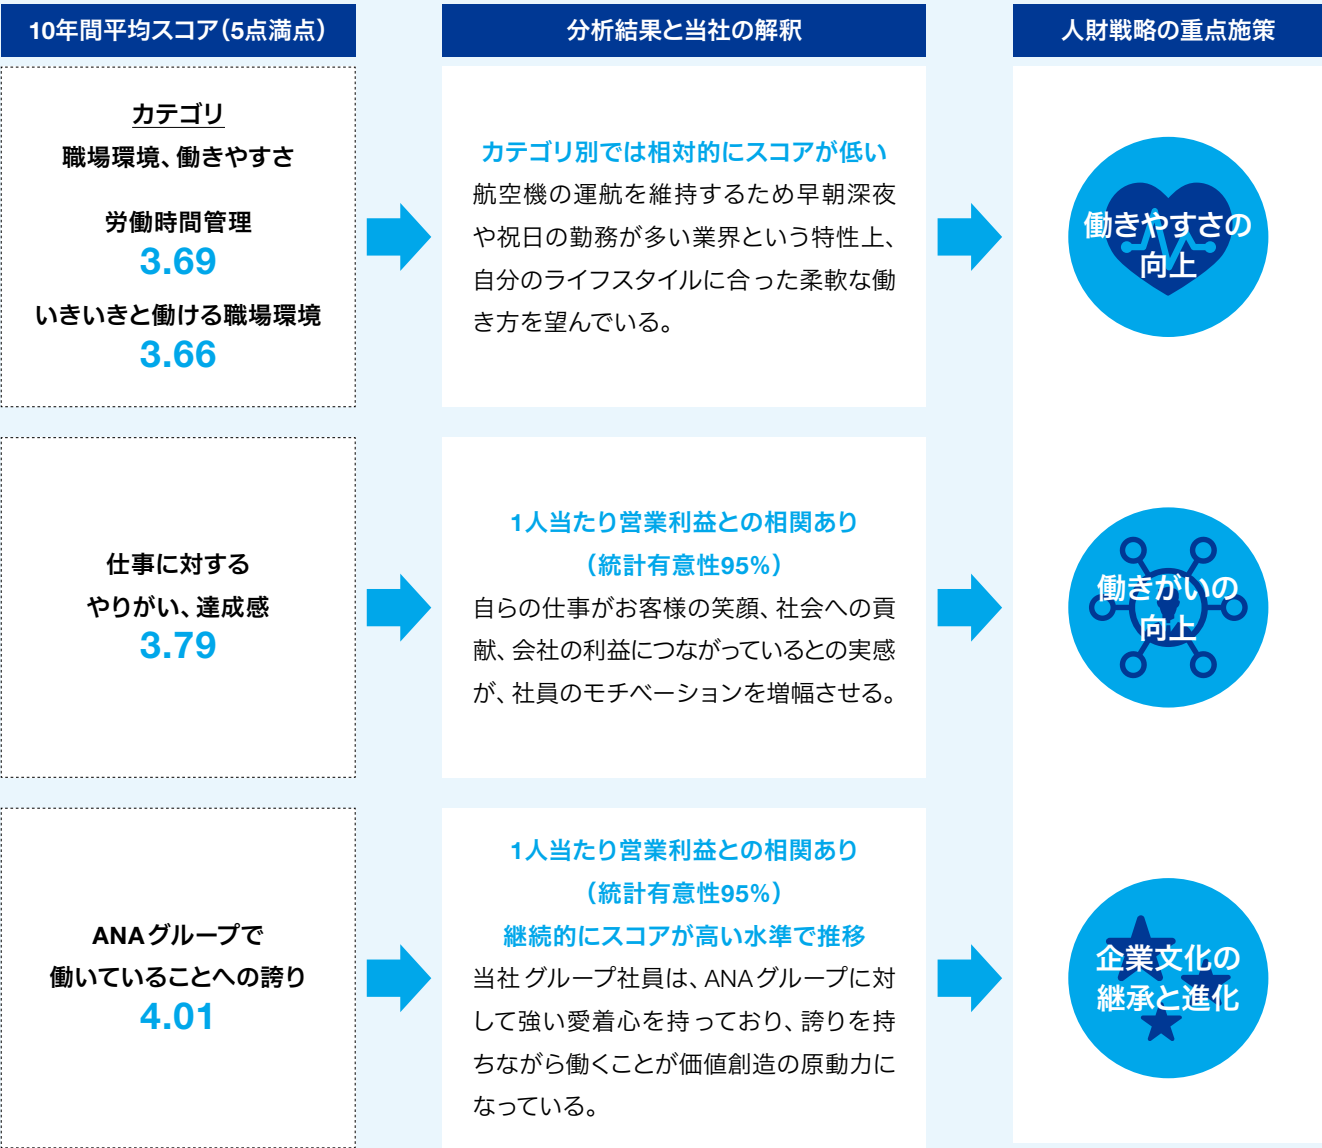 10年間平均スコア（5点満点）
分析結果と当社の解釈
人財戦略の重点施策
カテゴリ
職場環境、働きやすさ
労働時間管理
3.69
いきいきと働ける職場環境
3.66
カテゴリ別では相対的にスコアが低い
航空機の運航を維持するため早朝深夜
や祝日の勤務が多い業界という特性上、
自分のライフスタイルに合った柔軟な働
き方を望んでいる。
働きやすさの
向上
仕事に対する
やりがい、達成感
3.79
1人当たり営業利益との相関あり
（統計有意性95%）
自らの仕事がお客様の笑顔、社会への貢
献、会社の利益につながっているとの実感
が、社員のモチベーションを増幅させる。
働きがいの
向上
ANAグループで
働いていることへの誇り
4.01
1人当たり営業利益との相関あり
（統計有意性95%）
継続的にスコアが高い水準で推移
当社グループ社員は、ANAグループに対
して強い愛着心を持っており、誇りを持
ちながら働くことが価値創造の原動力に
なっている。
企業文化の
継承と進化